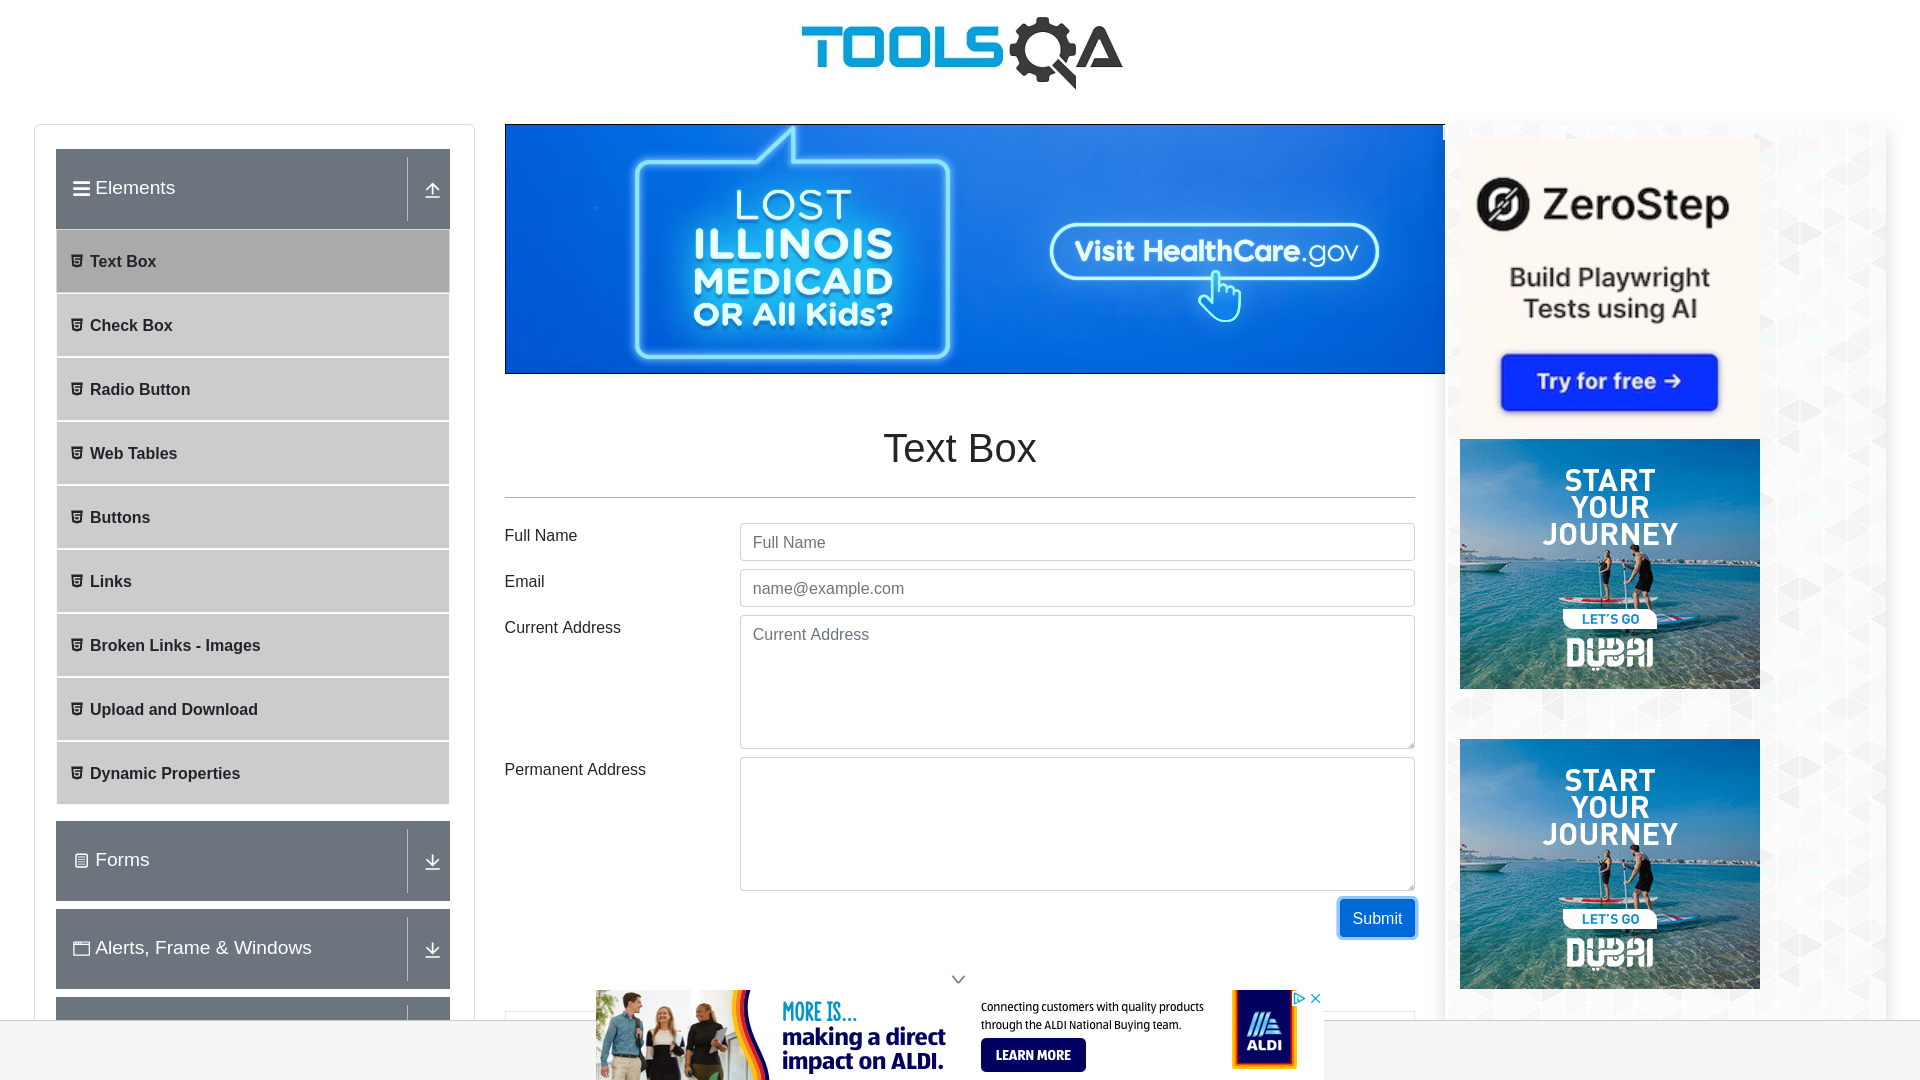 TOOLSQA
Elements
Text Box
Check Box
Radio Button
Web Tables
Buttons
Links
Broken Links - Images
Upload and Download
Dynamic Properties
Forms
Alerts, Frame & Windows
LOST
ILLINOIS
MEDICAID
OR All Kids?
Visit HealthCare.gov
Text Box
Full Name
Full Name
Email
name@example.com
Current Address
Current Address
Permanent Address
Submit
ZeroStep
Build Playwright
Tests using AI
Try for free →
START
YOUR
JOURNEY
LET'S GO
DUBAI
START
YOUR
JOURNEY
LET'S GO
DUBAI
MORE IS...
making a direct
impact on ALDI.
Connecting customers with quality products
through the ALDI National Buying team.
LEARN MORE
ALDI